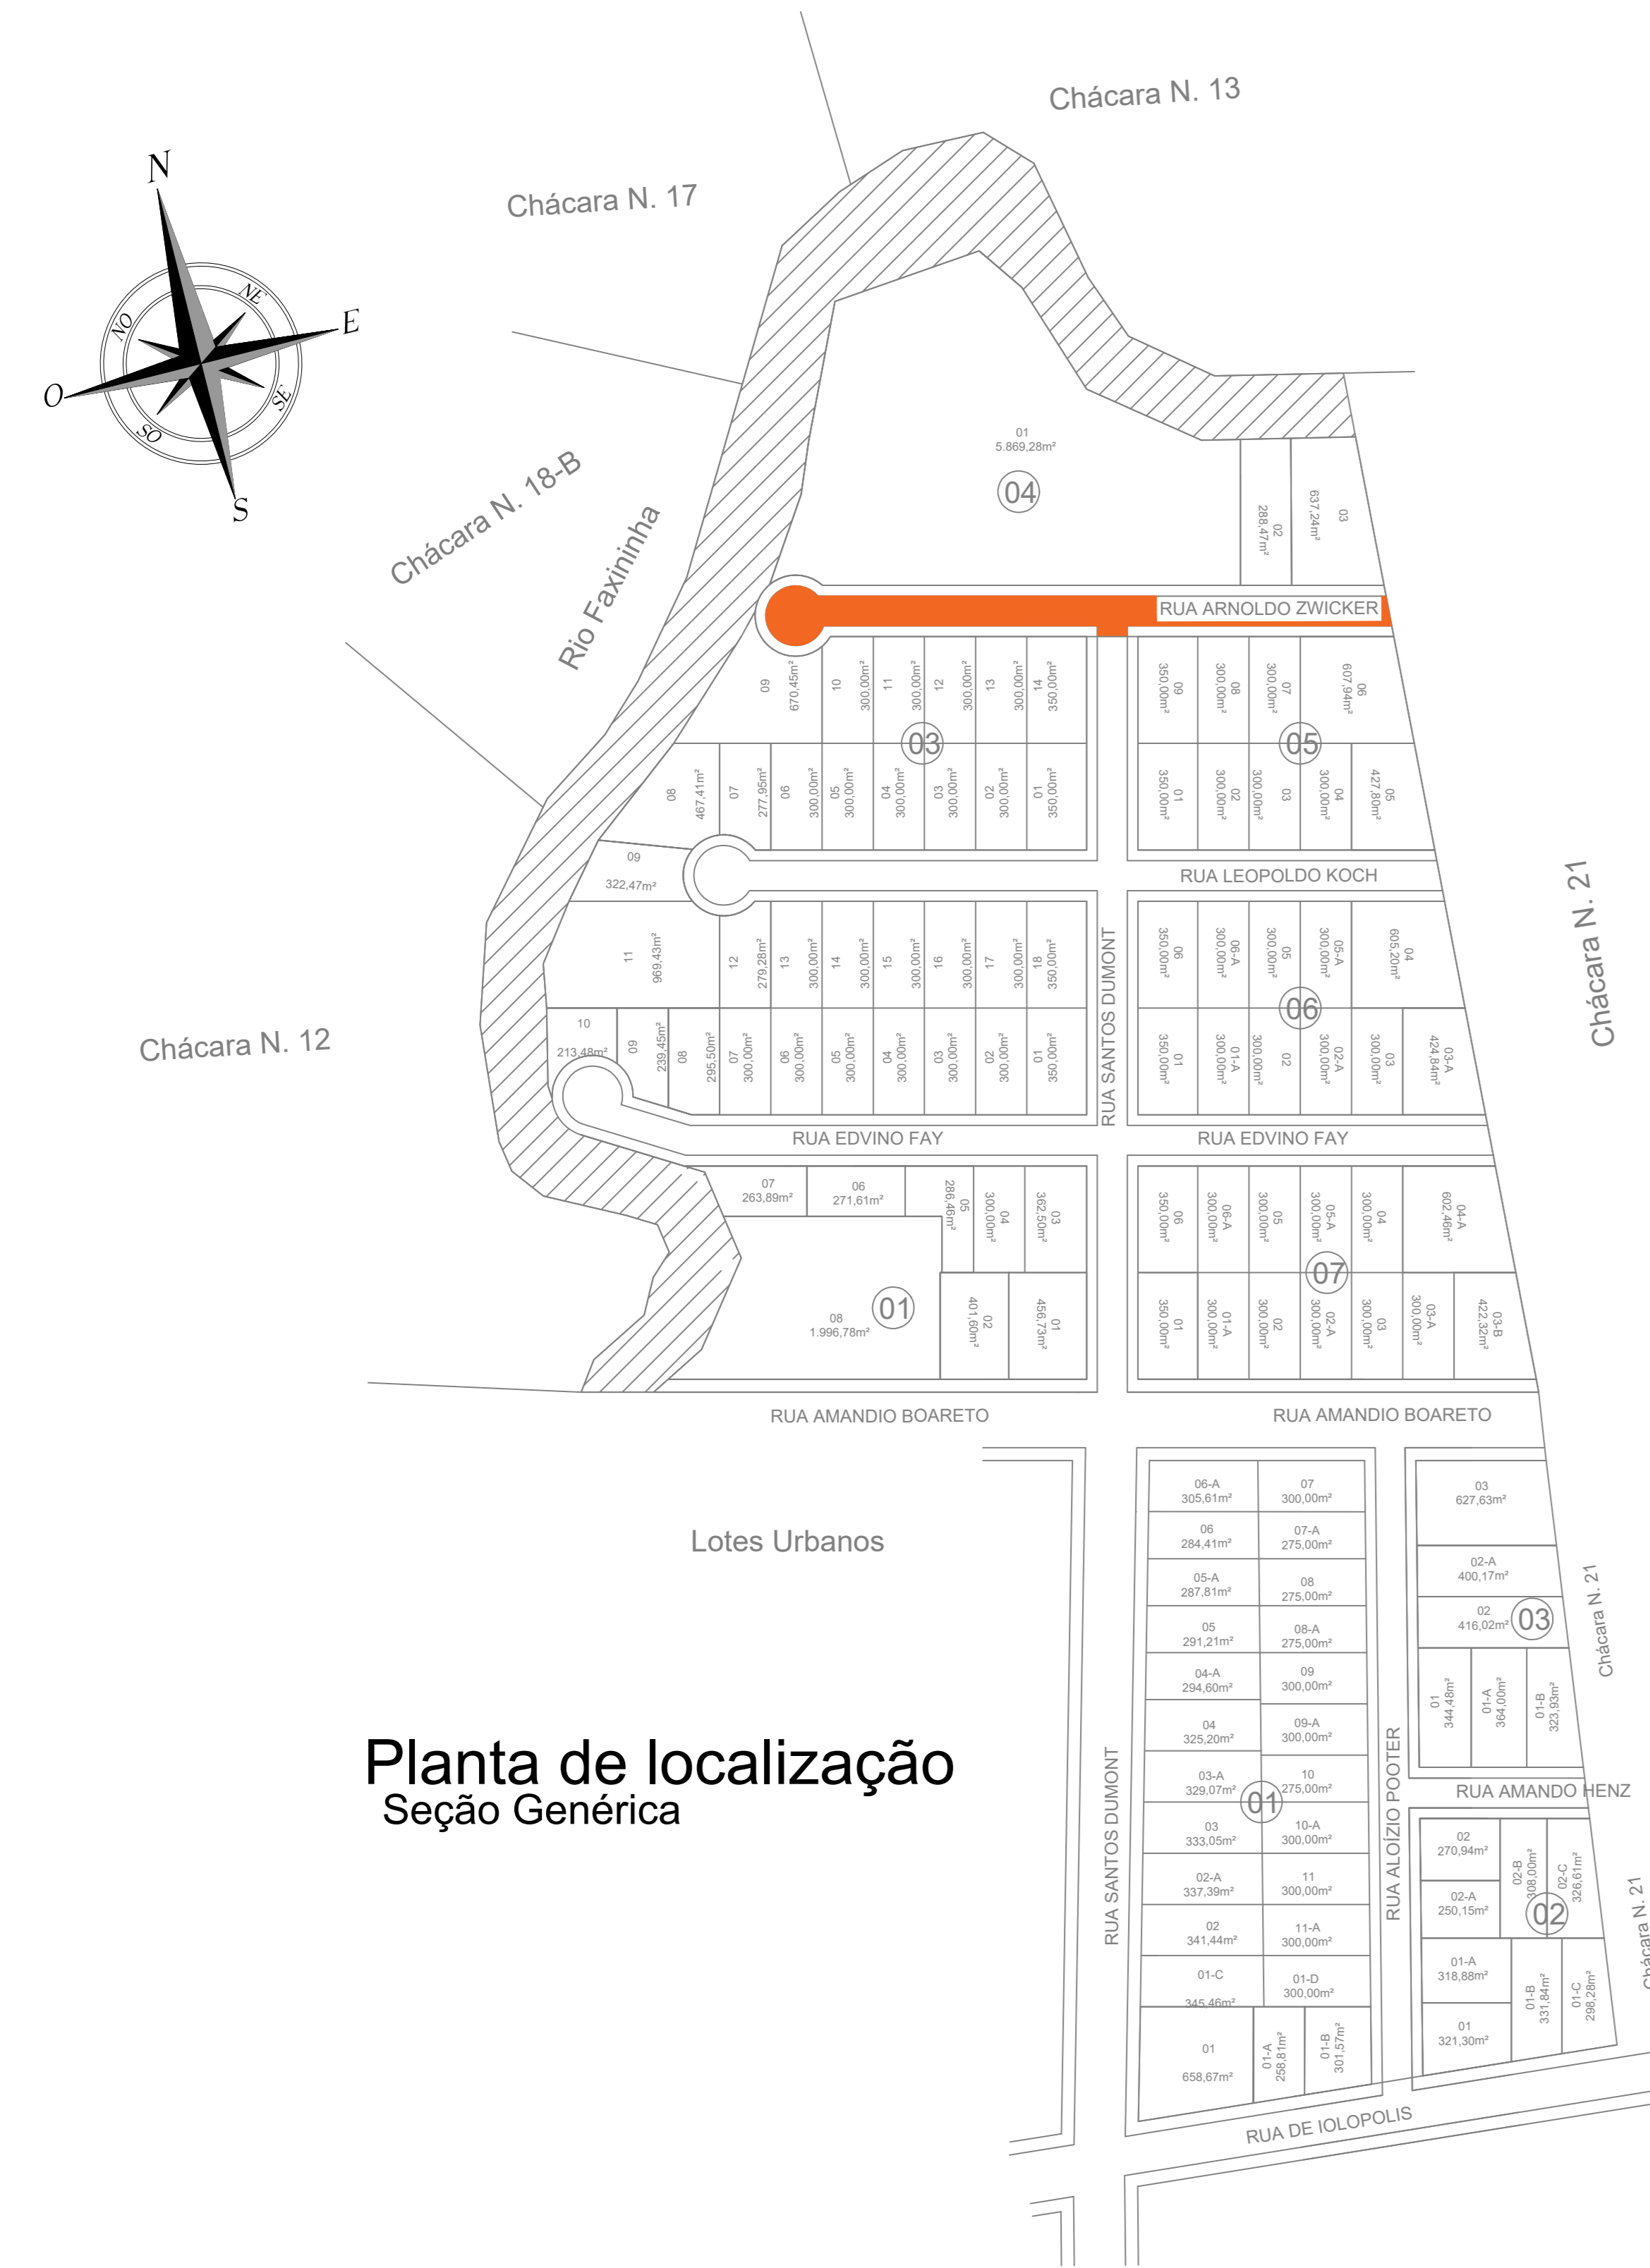 Chácara N. 13
Chácara N. 17
N
NE
E
NO
O
SE
SO
S
Chácara N. 18-B
Rio Faxininha
01
5.869,28m²
04
02
288,47m²
03
637,24m²
RUA ARNOLDO ZWICKER
09
670,45m²
10
300,00m²
11
300,00m²
12
300,00m²
13
300,00m²
14
350,00m²
03
08
467,41m²
07
277,95m²
06
300,00m²
05
300,00m²
04
300,00m²
03
300,00m²
02
300,00m²
01
350,00m²
09
350,00m²
08
300,00m²
07
300,00m²
06
607,94m²
05
01
350,00m²
02
300,00m²
03
300,00m²
04
300,00m²
05
427,80m²
09
322,47m²
RUA LEOPOLDO KOCH
Chácara N. 21
11
969,43m²
12
279,28m²
13
300,00m²
14
300,00m²
15
300,00m²
16
300,00m²
17
300,00m²
18
350,00m²
RUA SANTOS DUMONT
06
350,00m²
06-A
300,00m²
05
300,00m²
05-A
300,00m²
04
605,20m²
06
Chácara N. 12
10
213,48m²
09
239,45m²
08
295,50m²
07
300,00m²
06
300,00m²
05
300,00m²
04
300,00m²
03
300,00m²
02
300,00m²
01
350,00m²
01
350,00m²
01-A
300,00m²
02
300,00m²
02-A
300,00m²
03
300,00m²
03-A
424,84m²
RUA EDVINO FAY
RUA EDVINO FAY
07
263,89m²
06
271,61m²
05
286,46m²
04
300,00m²
03
362,50m²
08
1.996,78m²
01
02
401,60m²
01
456,73m²
06
350,00m²
06-A
300,00m²
05
300,00m²
05-A
300,00m²
04
300,00m²
04-A
602,46m²
07
01
350,00m²
01-A
300,00m²
02
300,00m²
02-A
300,00m²
03
300,00m²
03-A
300,00m²
03-B
422,32m²
RUA AMANDIO BOARETO
RUA AMANDIO BOARETO
Lotes Urbanos
06-A
305,61m²
07
300,00m²
06
284,41m²
07-A
275,00m²
05-A
287,81m²
08
275,00m²
05
291,21m²
08-A
275,00m²
04-A
294,60m²
09
300,00m²
04
325,20m²
09-A
300,00m²
03-A
329,07m²
10
275,00m²
01
03
333,05m²
10-A
300,00m²
02-A
337,39m²
11
300,00m²
02
341,44m²
11-A
300,00m²
01-C
345,46m²
01-D
300,00m²
01
658,67m²
01-A
258,81m²
01-B
301,57m²
RUA SANTOS DUMONT
RUA ALOÍZIO POOTER
03
627,63m²
02-A
400,17m²
02
416,02m²
03
01
344,48m²
01-A
364,00m²
01-B
323,93m²
Chácara N. 21
RUA AMANDO HENZ
02
270,94m²
02-B
308,00m²
02-C
326,61m²
02-A
250,15m²
02
01-A
318,88m²
01-B
331,84m²
01-C
298,28m²
01
321,30m²
Chácara N. 21
RUA DE IOLOPOLIS
Planta de localização
Seção Genérica